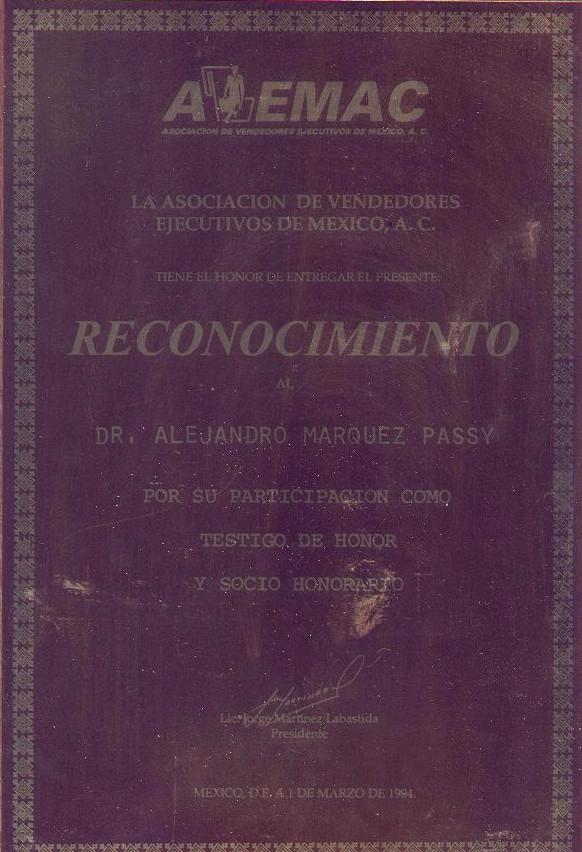 AVEMAC
ASOCIACION DE VENDEDORES EJECUTIVOS DE MEXICO, A. C.
LA ASOCIACION DE VENDEDORES
EJECUTIVOS DE MEXICO, A. C.
TIENE EL HONOR DE ENTREGAR EL PRESENTE:
RECONOCIMIENTO
AL
DR. ALEJANDRO MARQUEZ PASSY
POR SU PARTICIPACION COMO
TESTIGO DE HONOR
Y SOCIO HONORARIO
Lic. Jorge Martinez Labastida
Presidente
MEXICO, D.F. A 1 DE MARZO DE 1994.